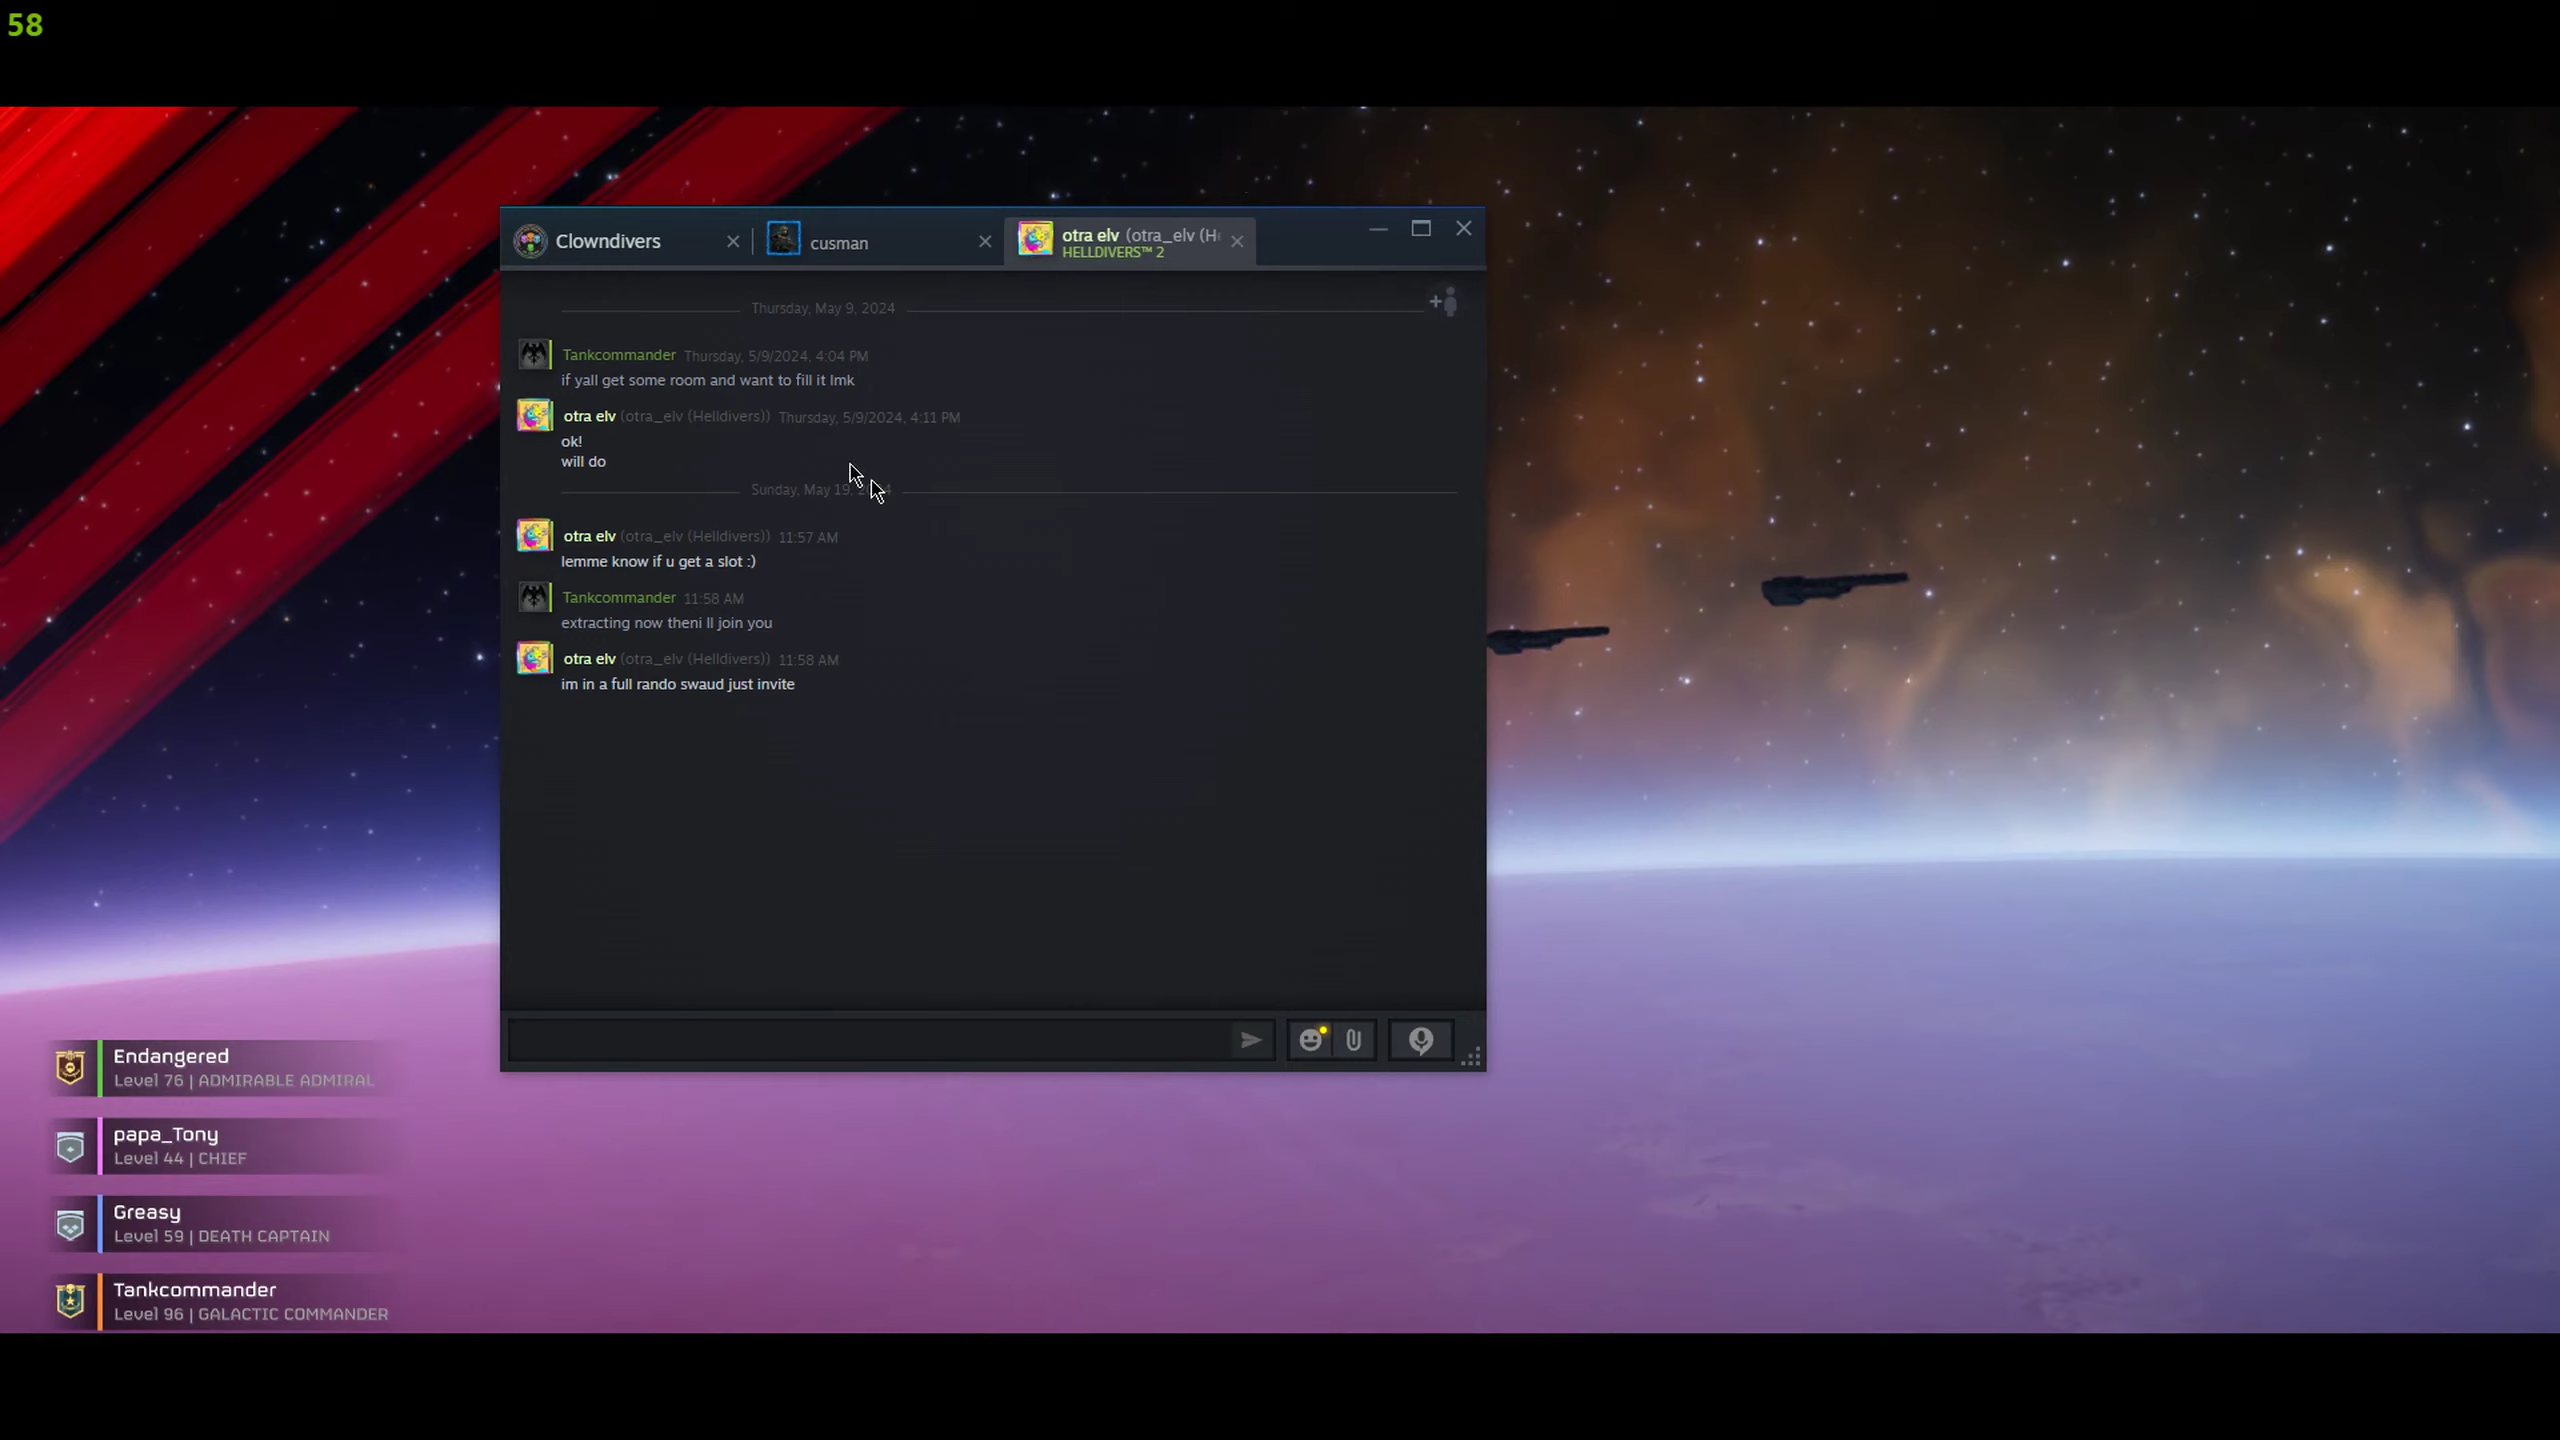 58
Clowndivers
cusman
otra elv (otra_elv (H
HELLDIVERS™ 2
Thursday, May 9, 2024
Tankcommander Thursday, 5/9/2024, 4:04 PM
if yall get some room and want to fill it lmk
otra elv (otra_elv (Helldivers)) Thursday, 5/9/2024, 4:11 PM
ok!
will do
Sunday, May 19, 2024
otra elv (otra_elv (Helldivers)) 11:57 AM
lemme know if u get a slot :)
Tankcommander 11:58 AM
extracting now theni ll join you
otra elv (otra_elv (Helldivers)) 11:58 AM
im in a full rando swaud just invite
Endangered
Level 76 | ADMIRABLE ADMIRAL
papa_Tony
Level 44 | CHIEF
Greasy
Level 59 | DEATH CAPTAIN
Tankcommander
Level 96 | GALACTIC COMMANDER